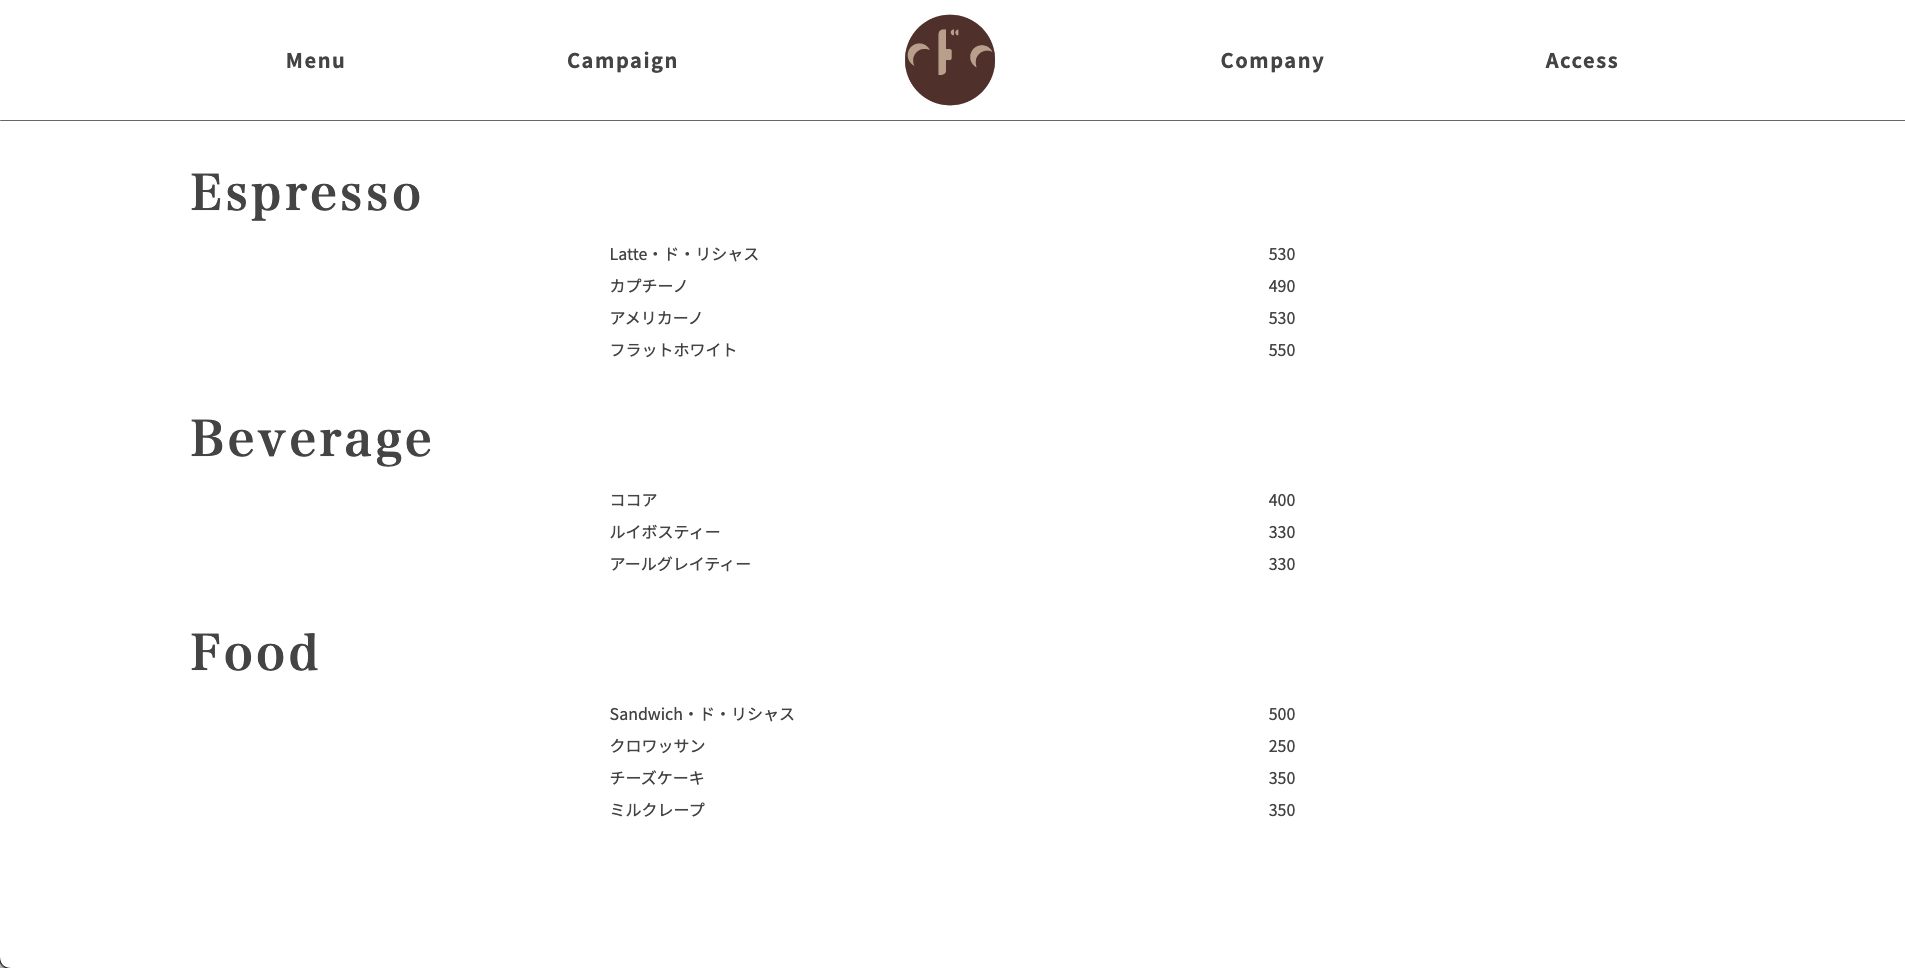 Menu Campaign Company Access
Espresso
Latte・ド・リシャス 530
カプチーノ 490
アメリカーノ 530
フラットホワイト 550
Beverage
ココア 400
ルイボスティー 330
アールグレイティー 330
Food
Sandwich・ド・リシャス 500
クロワッサン 250
チーズケーキ 350
ミルクレープ 350